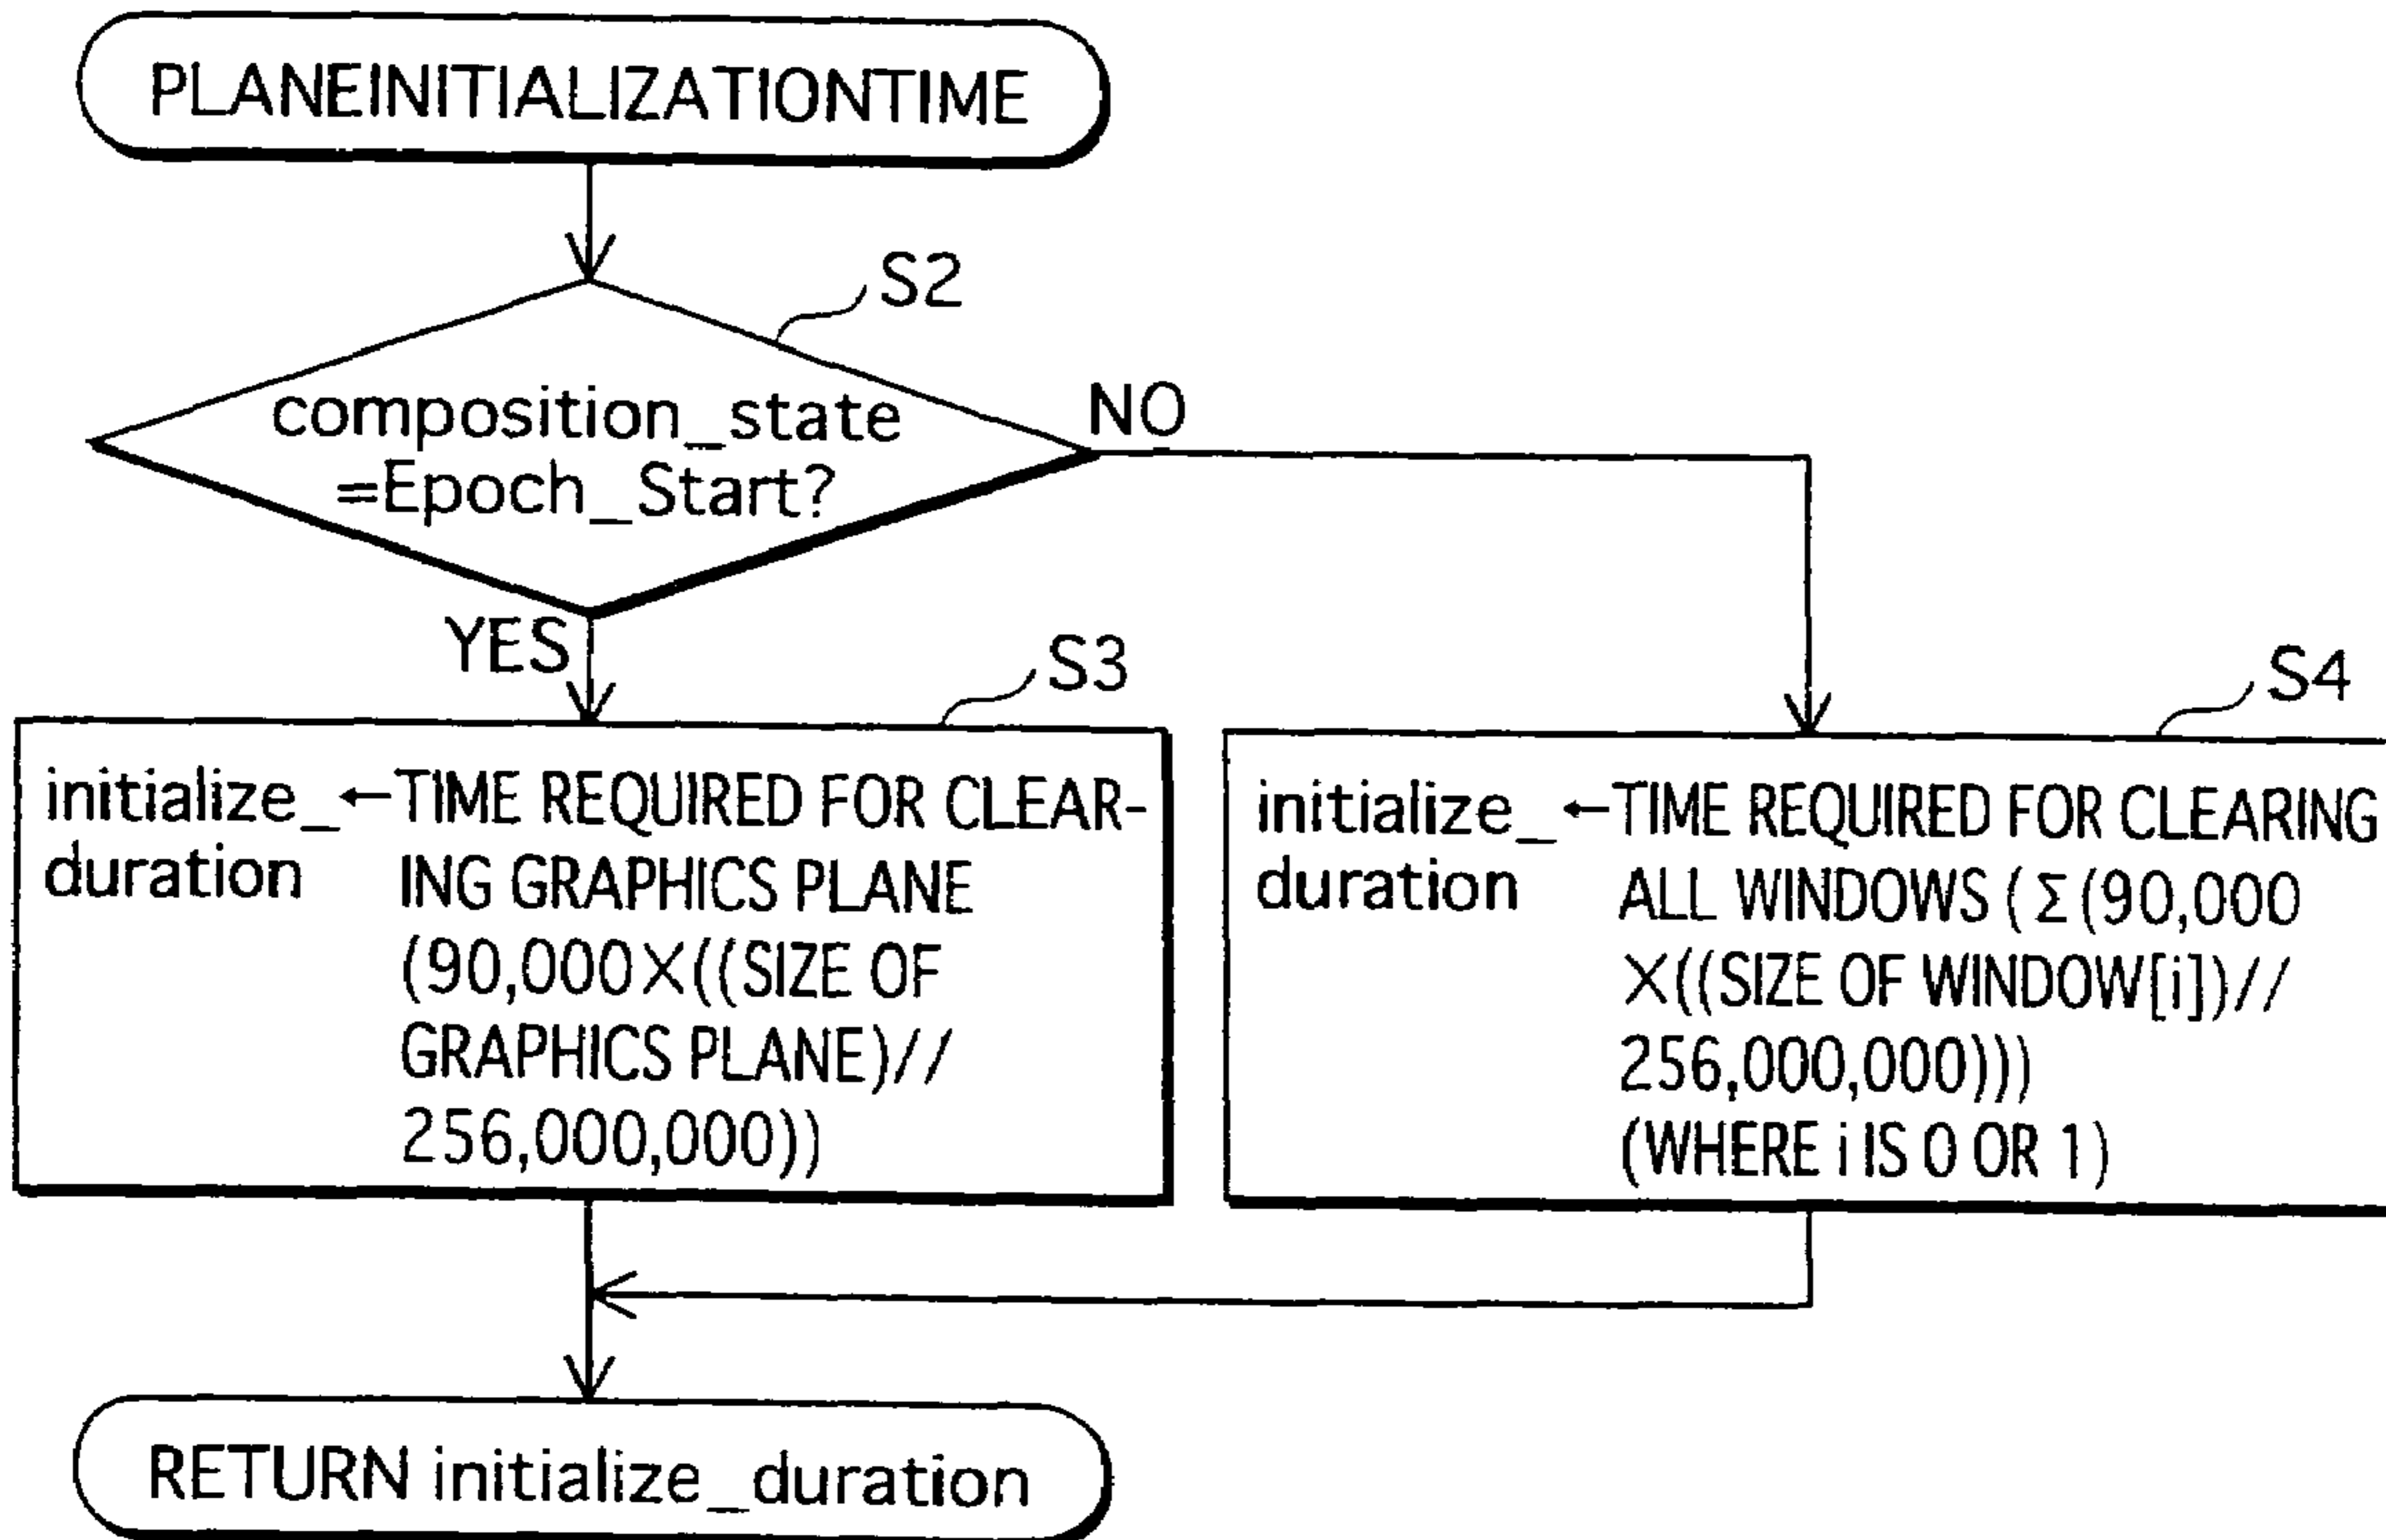 PLANEINITIALIZATIONTIME
S2
composition_state
=Epoch_Start?
NO
YES
S3
initialize_←TIME REQUIRED FOR CLEAR-
duration ING GRAPHICS PLANE
(90,000×((SIZE OF
GRAPHICS PLANE)//
256,000,000))
S4
initialize_←TIME REQUIRED FOR CLEARING
duration ALL WINDOWS (Σ(90,000
×((SIZE OF WINDOW[i])//
256,000,000)))
(WHERE i IS 0 OR 1)
RETURN initialize_duration